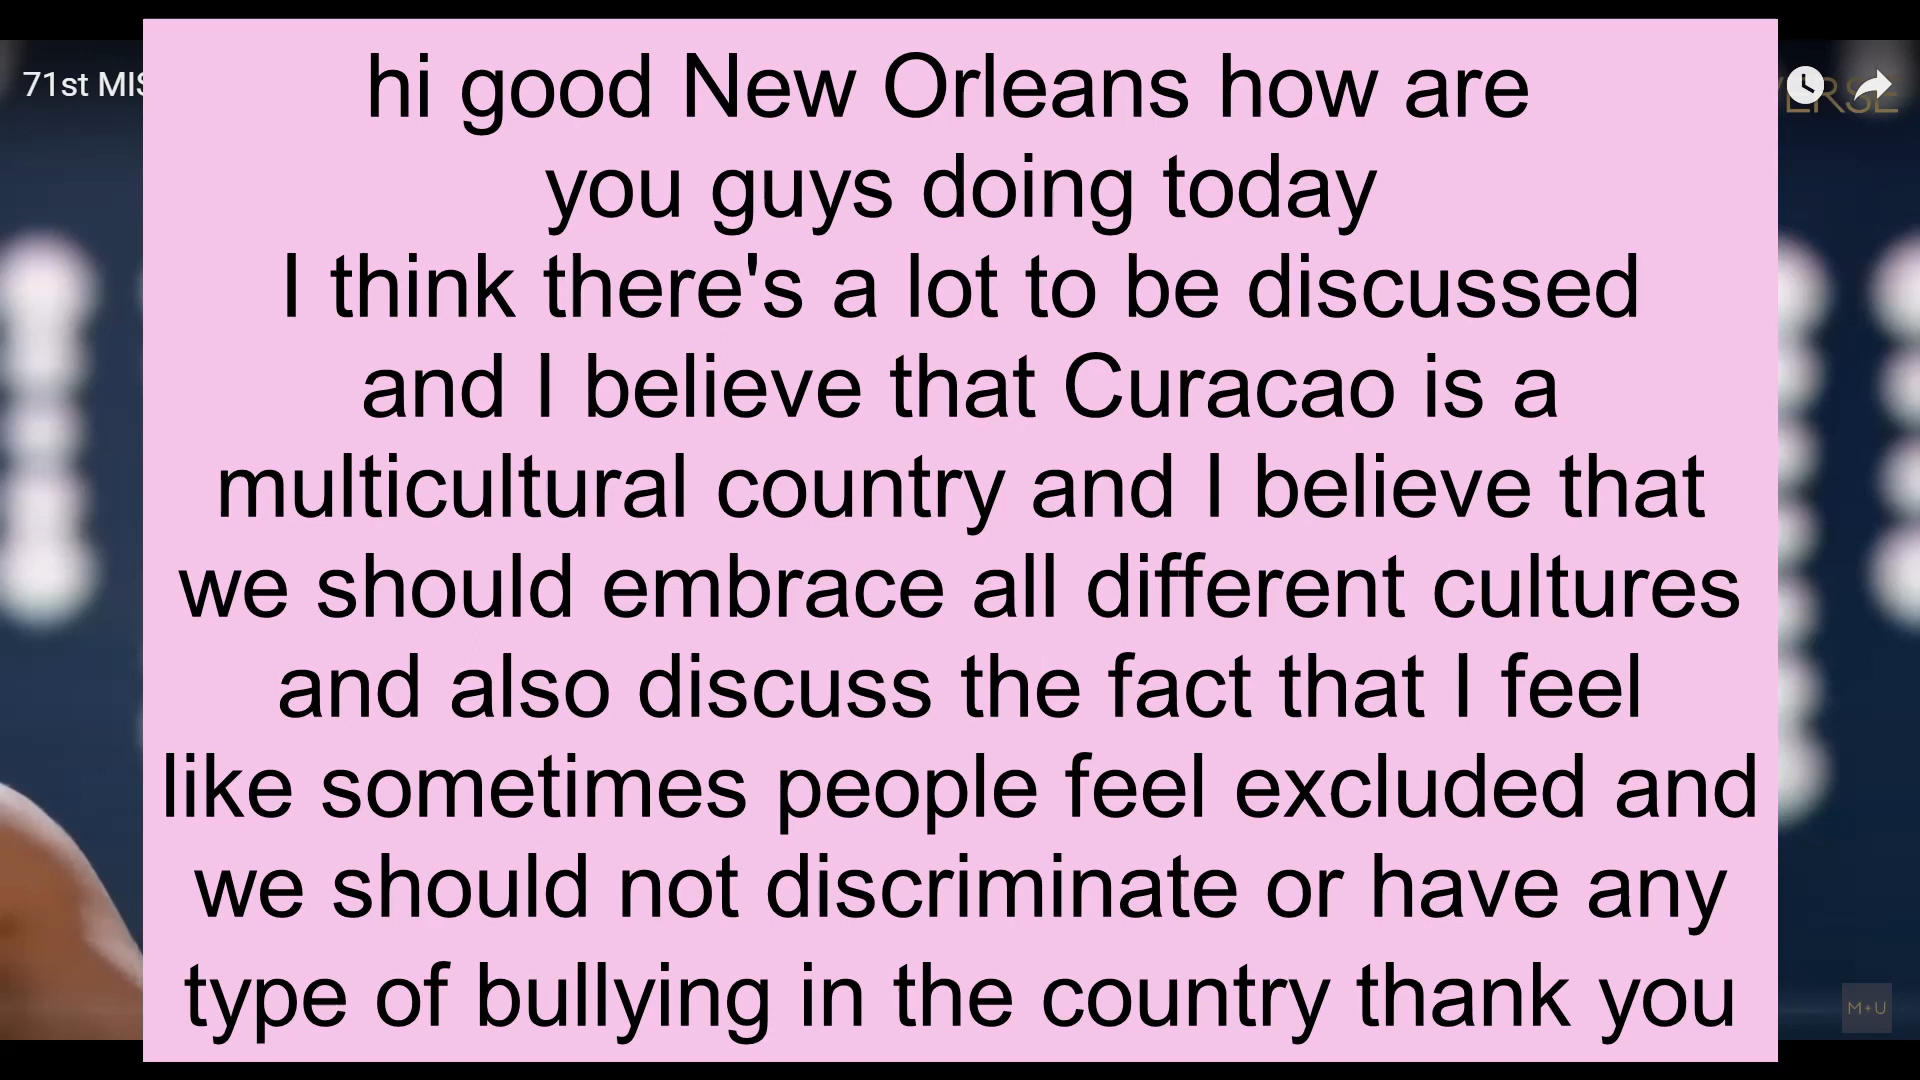 71st MIS
hi good New Orleans how are
you guys doing today
I think there's a lot to be discussed
and I believe that Curacao is a
multicultural country and I believe that
we should embrace all different cultures
and also discuss the fact that I feel
like sometimes people feel excluded and
we should not discriminate or have any
type of bullying in the country thank you
VERSE
M+U